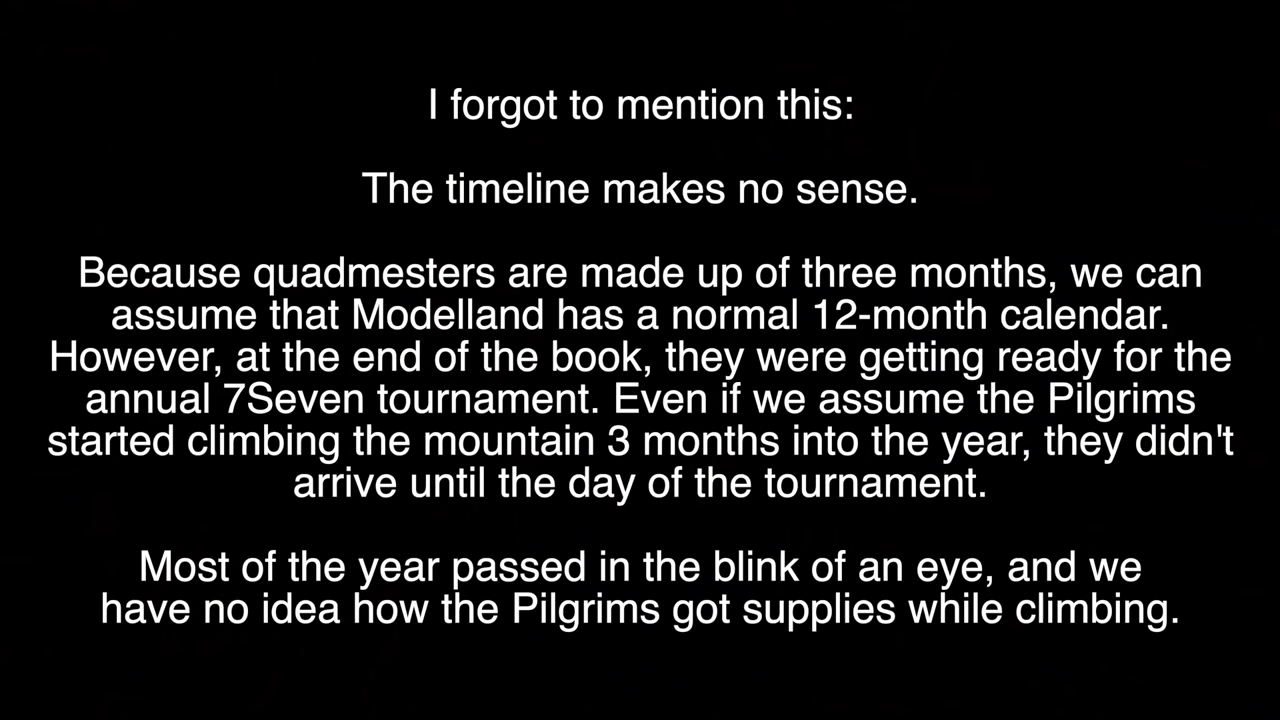 I forgot to mention this:
The timeline makes no sense.
Because quadmesters are made up of three months, we can
assume that Modelland has a normal 12-month calendar.
However, at the end of the book, they were getting ready for the
annual 7Seven tournament. Even if we assume the Pilgrims
started climbing the mountain 3 months into the year, they didn't
arrive until the day of the tournament.
Most of the year passed in the blink of an eye, and we
have no idea how the Pilgrims got supplies while climbing.